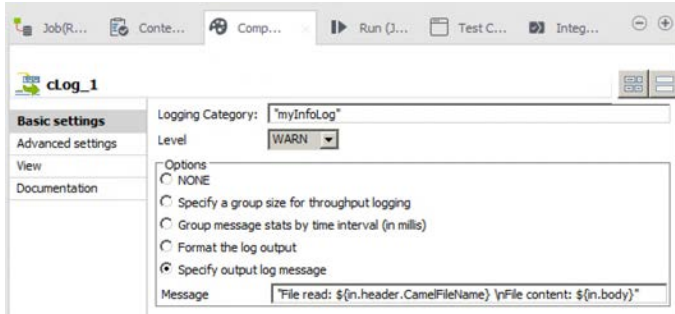 Job(R... Conte... Comp... Run (J... Test C... Integ...
cLog_1
Basic settings
Advanced settings
View
Documentation
Logging Category: "myInfoLog"
Level WARN
Options
NONE
Specify a group size for throughput logging
Group message stats by time interval (in millis)
Format the log output
Specify output log message
Message "File read: ${in.header.CamelFileName} \nFile content: ${in.body}"